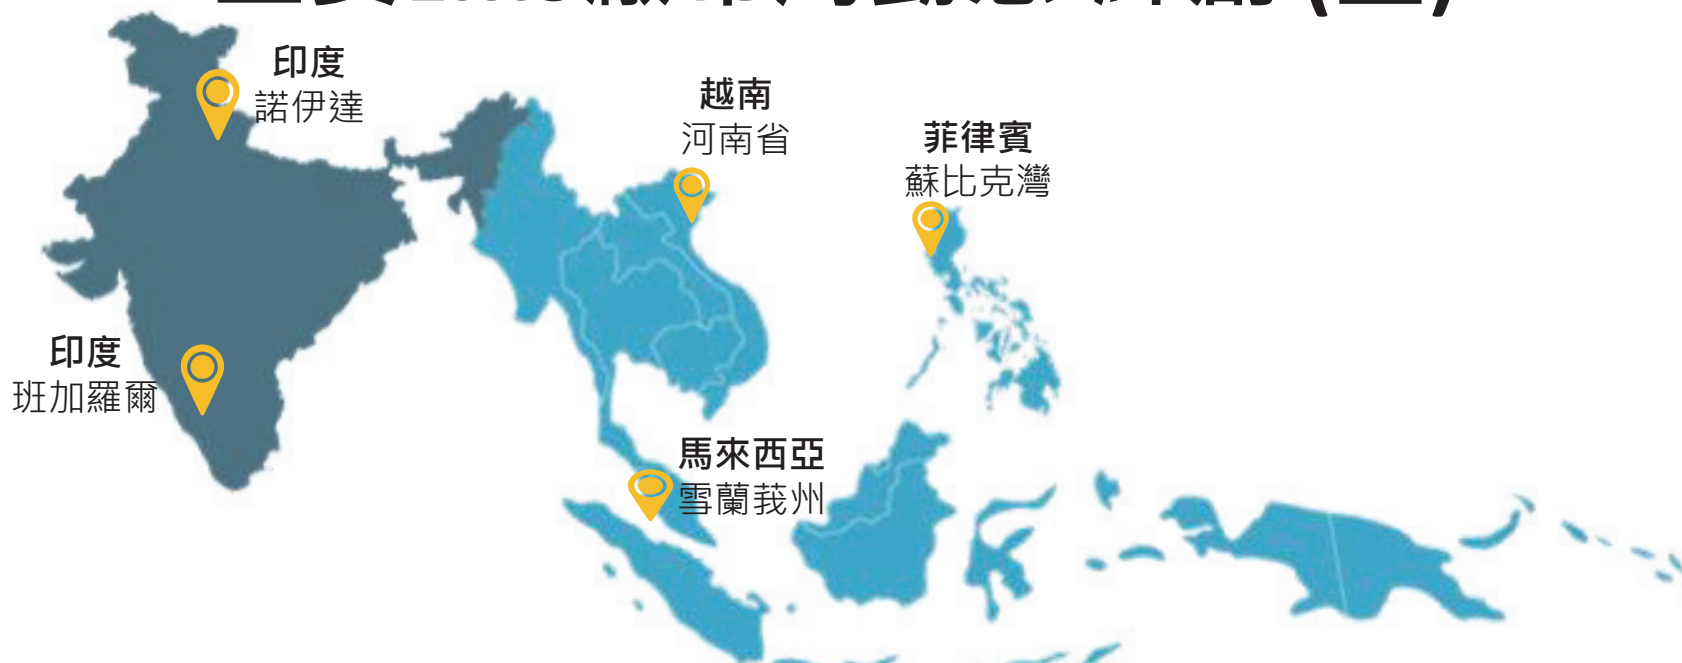 印度
諾伊達
越南
河南省
菲律賓
蘇比克灣
印度
班加羅爾
馬來西亞
雪蘭莪州